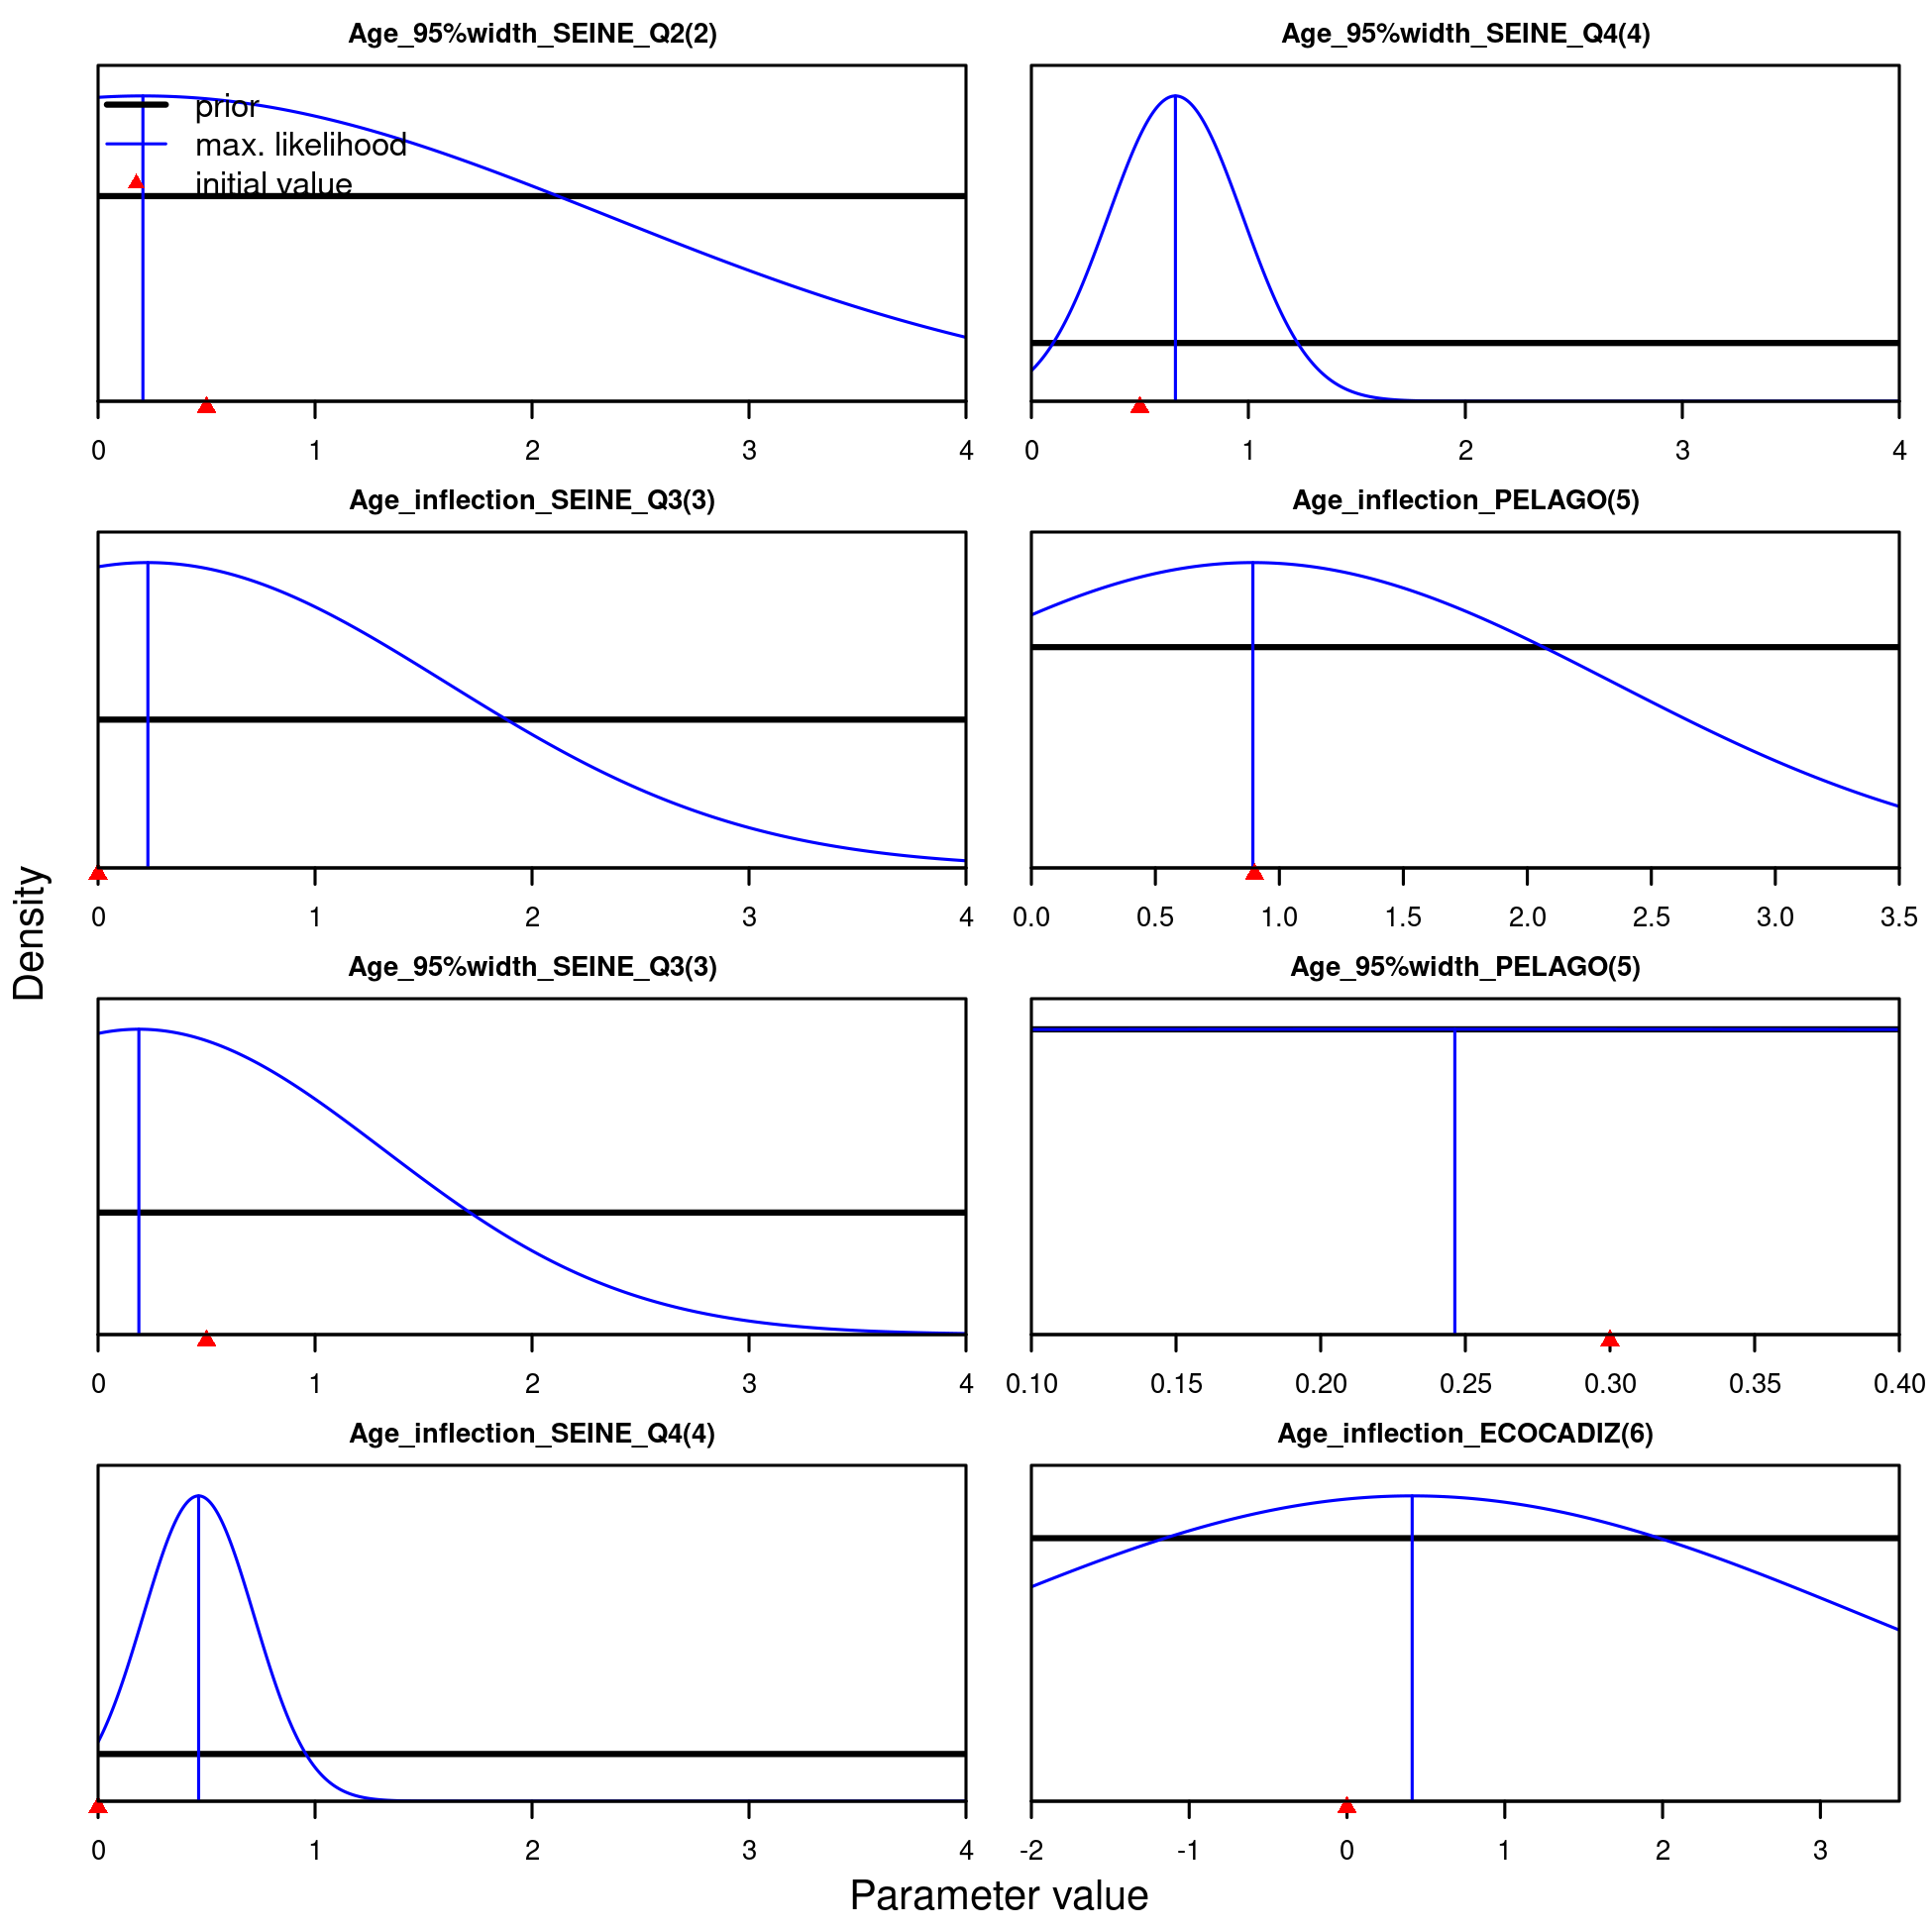 Age_95%width_SEINE_Q2(2)
prior
max. likelihood
initial value
0 1 2 3 4
Age_95%width_SEINE_Q4(4)
0 1 2 3 4
Age_inflection_SEINE_Q3(3)
0 1 2 3 4
Age_inflection_PELAGO(5)
0.0 0.5 1.0 1.5 2.0 2.5 3.0 3.5
Density
Age_95%width_SEINE_Q3(3)
0 1 2 3 4
Age_95%width_PELAGO(5)
0.10 0.15 0.20 0.25 0.30 0.35 0.40
Age_inflection_SEINE_Q4(4)
0 1 2 3 4
Age_inflection_ECOCADIZ(6)
-2 -1 0 1 2 3
Parameter value